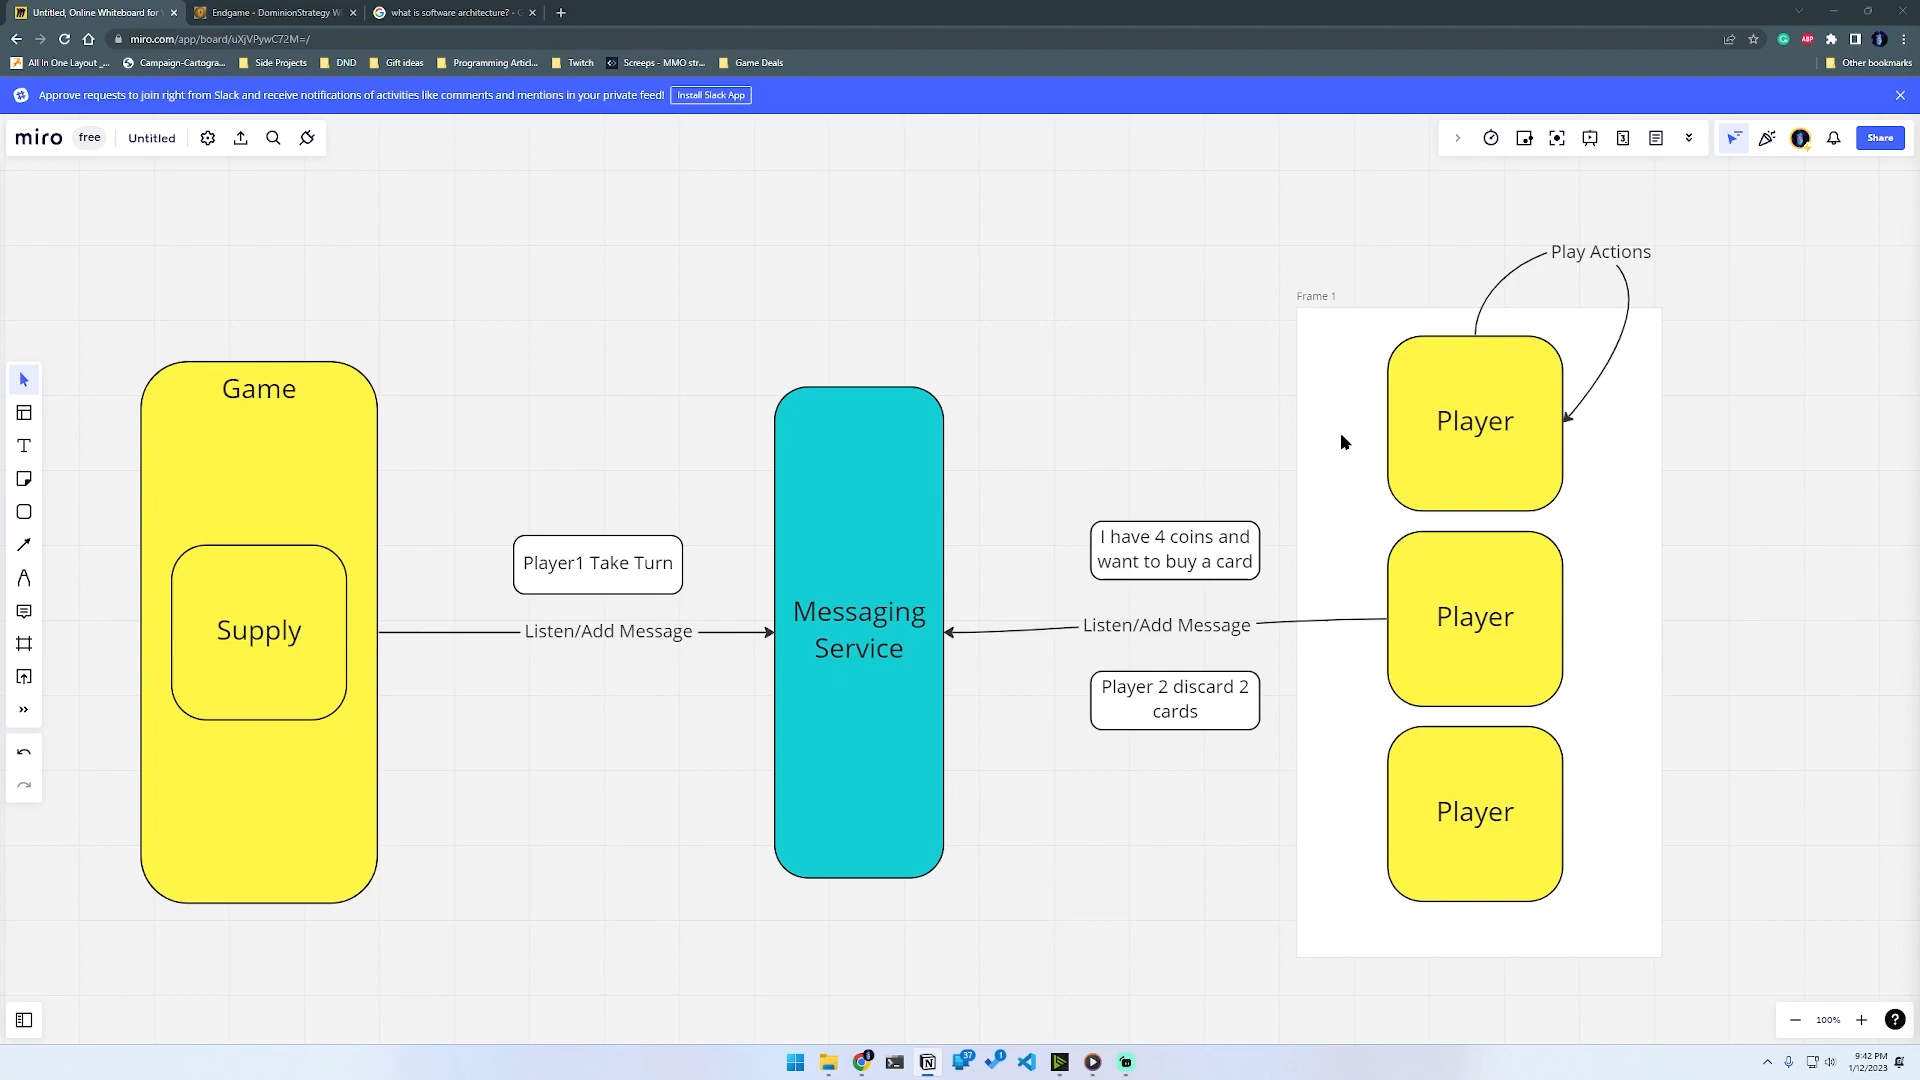 Untitled, Online Whiteboard for
Endgame - DominionStrategy Wi
what is software architecture? - G
miro.com/app/board/uXjVPywC72M=/
All In One Layout _...
Campaign-Cartogra...
Side Projects
DND
Gift ideas
Programming Articl...
Twitch
Screeps - MMO str...
Game Deals
Other bookmarks
Approve requests to join right from Slack and receive notifications of activities like comments and mentions in your private feed!
Install Slack App
miro
free
Untitled
Share
Play Actions
Frame 1
Game
Supply
Player1 Take Turn
Listen/Add Message
Messaging
Service
I have 4 coins and
want to buy a card
Listen/Add Message
Player 2 discard 2
cards
Player
Player
Player
100%
37
1
9:42 PM
1/12/2023